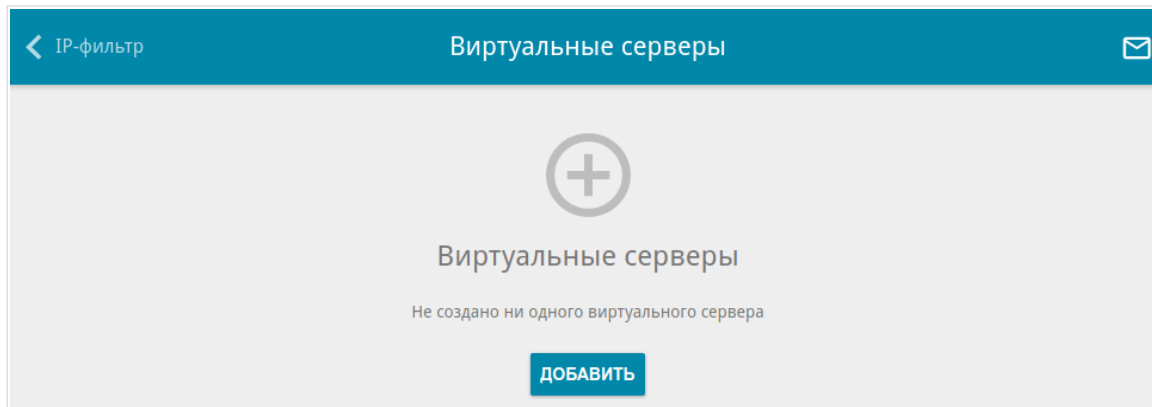 IP-фильтр
Виртуальные серверы
Виртуальные серверы
Не создано ни одного виртуального сервера
ДОБАВИТЬ